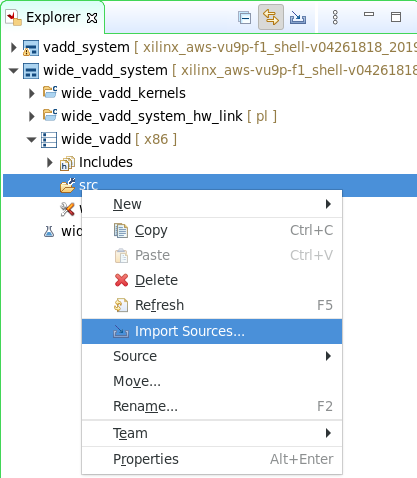 Explorer
vadd_system [ xilinx_aws-vu9p-f1_shell-v04261818_2019
wide_vadd_system [ xilinx_aws-vu9p-f1_shell-v04261818
wide_vadd_kernels
wide_vadd_system_hw_link [ pl ]
wide_vadd [ x86 ]
Includes
src
New
Copy Ctrl+C
Paste Ctrl+V
Delete
Refresh F5
Import Sources...
Source
Move...
Rename... F2
Team
Properties Alt+Enter